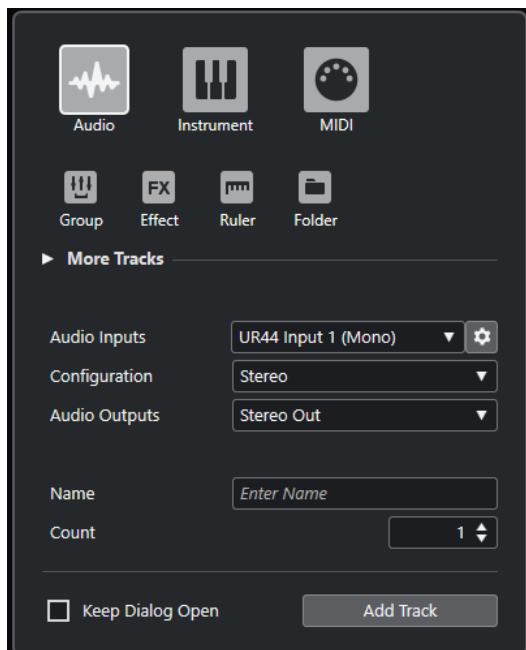 Audio Instrument MIDI
FX
Group Effect Ruler Folder
More Tracks
Audio Inputs UR44 Input 1 (Mono)
Configuration Stereo
Audio Outputs Stereo Out
Name Enter Name
Count 1
Keep Dialog Open Add Track